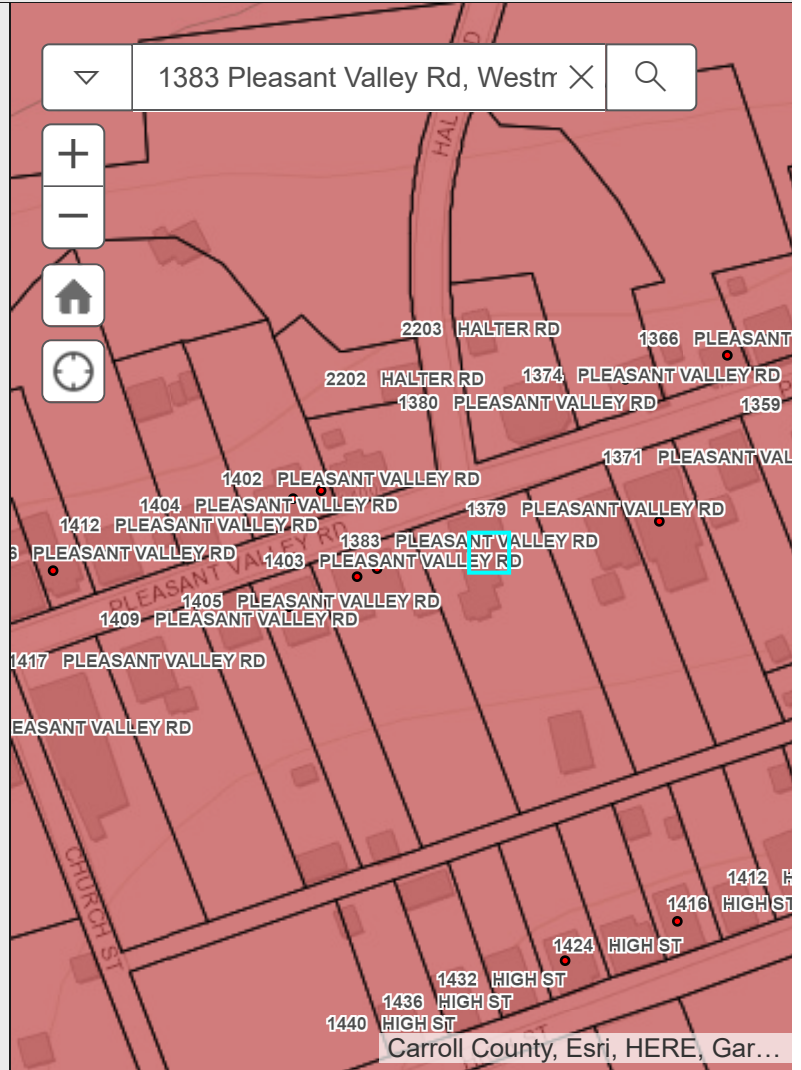 D
1383 Pleasant Valley Rd, Westm
HAL
2203 HALTER RD
1366 PLEASANT
2202 HALTER RD
1374 PLEASANT VALLEY RD
1380 PLEASANT VALLEY RD
1359
1371 PLEASANT VAL
1402 PLEASANT VALLEY RD
1404 PLEASANT VALLEY RD
1379 PLEASANT VALLEY RD
1412 PLEASANT VALLEY RD
1383 PLEASANT VALLEY RD
6 PLEASANT VALLEY RD
1403 PLEASANT VALLEY RD
PLEASANT VALLEY RD
1405 PLEASANT VALLEY RD
1409 PLEASANT VALLEY RD
1417 PLEASANT VALLEY RD
EASANT VALLEY RD
CHURCH ST
1412 H
1416 HIGH ST
1424 HIGH ST
1432 HIGH ST
1436 HIGH ST
1440 HIGH ST
ST
Carroll County, Esri, HERE, Gar...